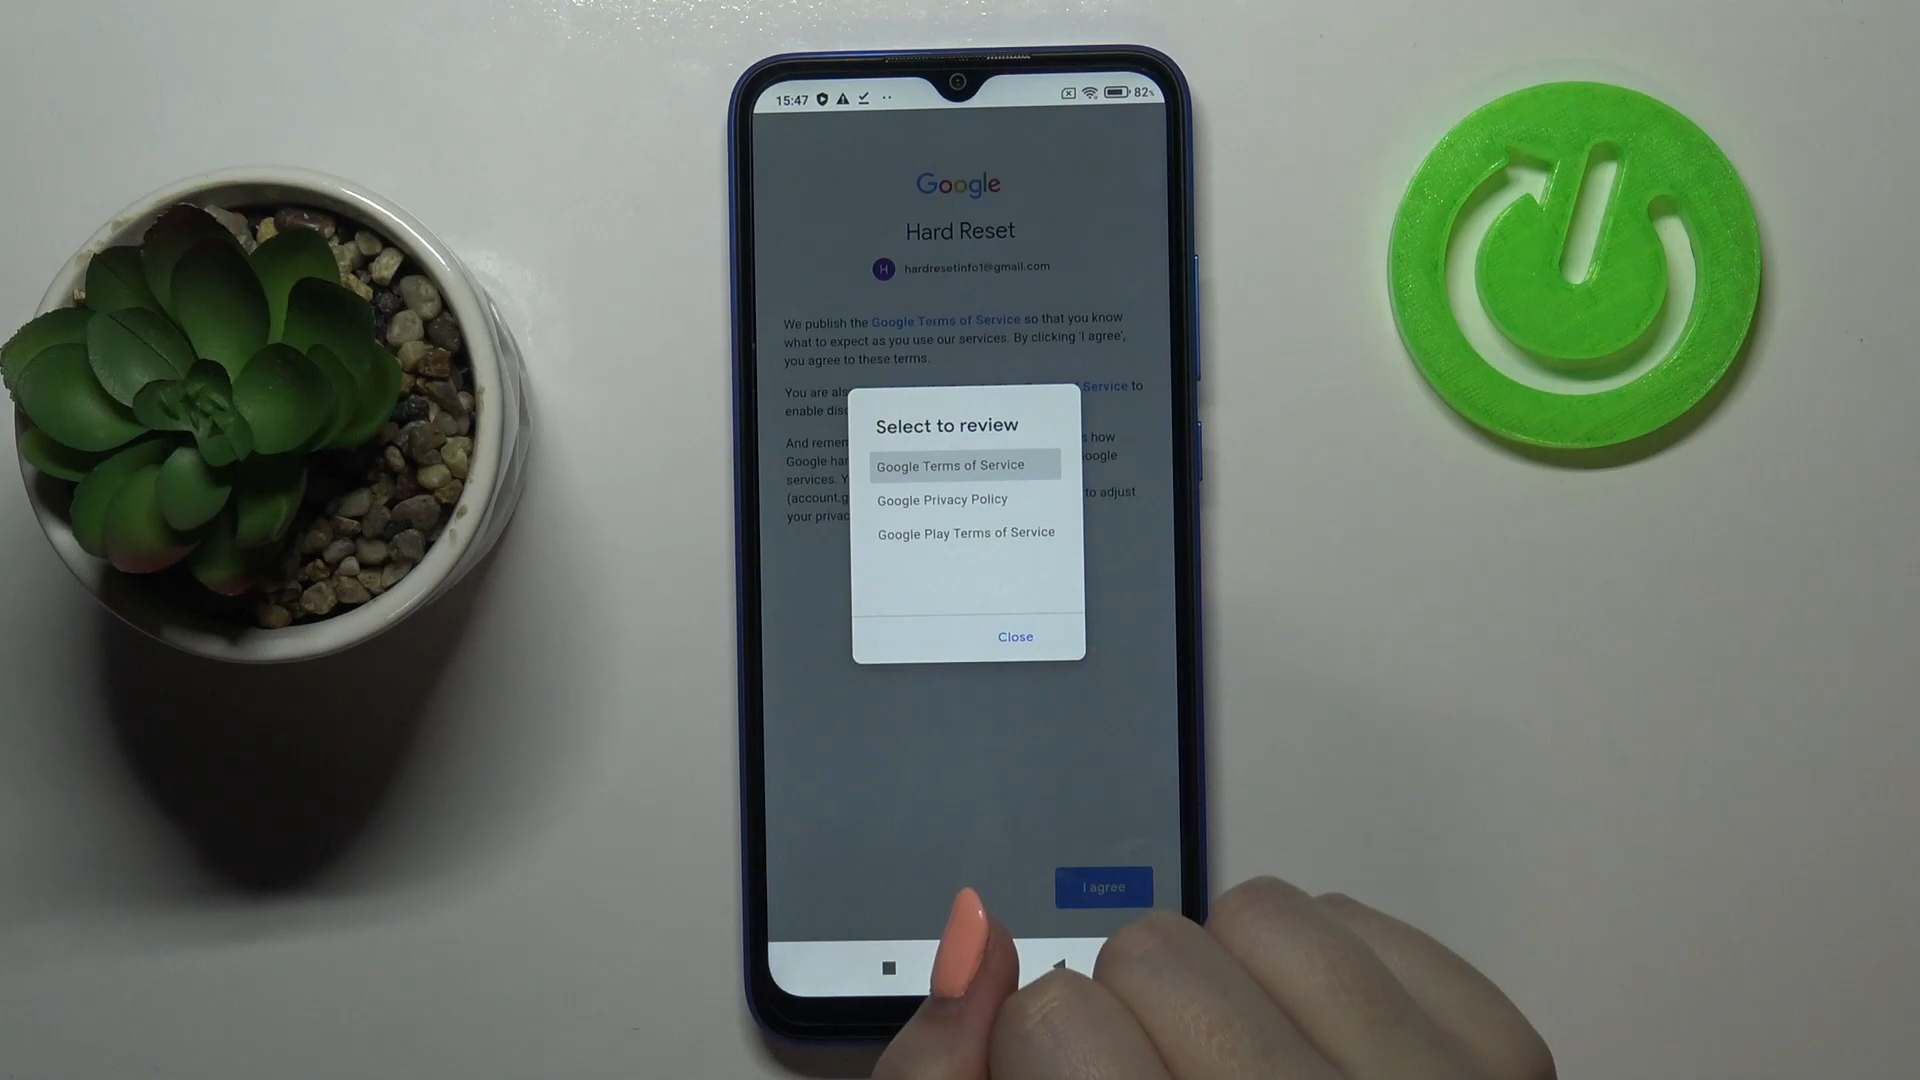 15:47 82%
Google
Hard Reset
H hardresetinfo1@gmail.com
We publish the Google Terms of Service so that you know
what to expect as you use our services. By clicking 'I agree',
you agree to these terms.
You are als Service to
enable disc
And remem s how
Google han oogle
services. Y
(account.g to adjust
your privac
Select to review
Google Terms of Service
Google Privacy Policy
Google Play Terms of Service
Close
I agree